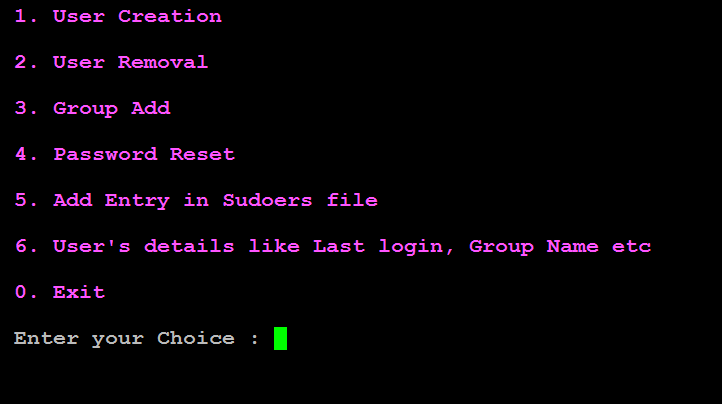 1. User Creation
2. User Removal
3. Group Add
4. Password Reset
5. Add Entry in Sudoers file
6. User's details like Last login, Group Name etc
0. Exit
Enter your Choice :